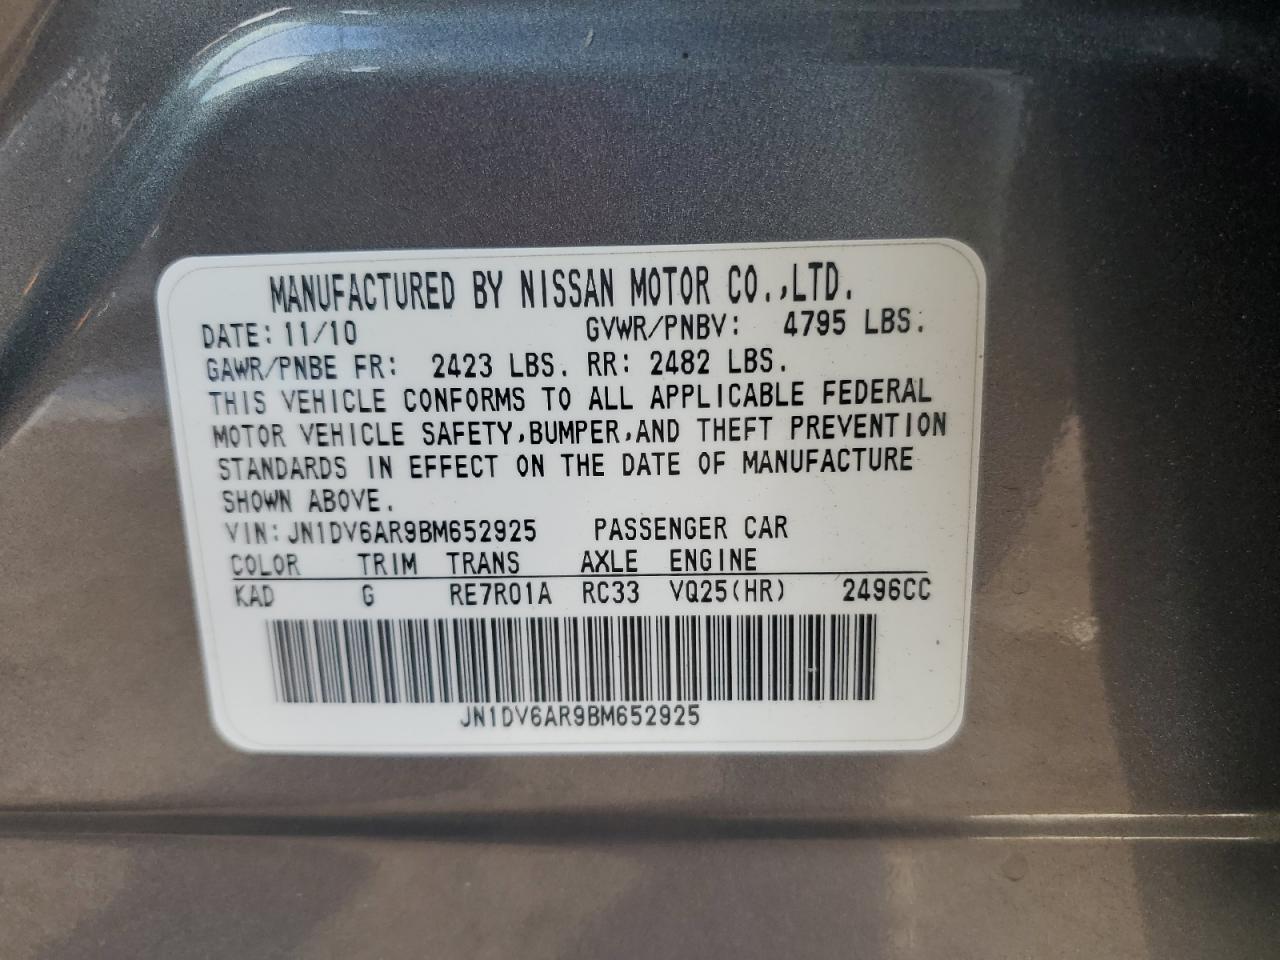 MANUFACTURED BY NISSAN MOTOR CO.,LTD.
DATE: 11/10 GVWR/PNBV: 4795 LBS.
GAWR/PNBE FR: 2423 LBS. RR: 2482 LBS.
THIS VEHICLE CONFORMS TO ALL APPLICABLE FEDERAL
MOTOR VEHICLE SAFETY,BUMPER,AND THEFT PREVENTION
STANDARDS IN EFFECT ON THE DATE OF MANUFACTURE
SHOWN ABOVE.
VIN: JN1DV6AR9BM652925 PASSENGER CAR
COLOR TRIM TRANS AXLE ENGINE
KAD G RE7R01A RC33 VQ25(HR) 2496CC
JN1DV6AR9BM652925